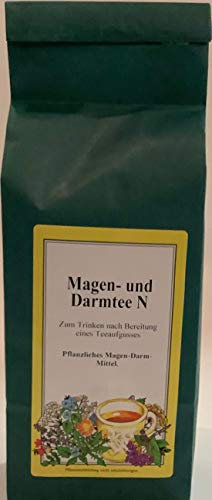 Magen- und
Darmtee N
Zum Trinken nach Bereitung
eines Teeaufgusses
Pflanzliches Magen-Darm-
Mittel.